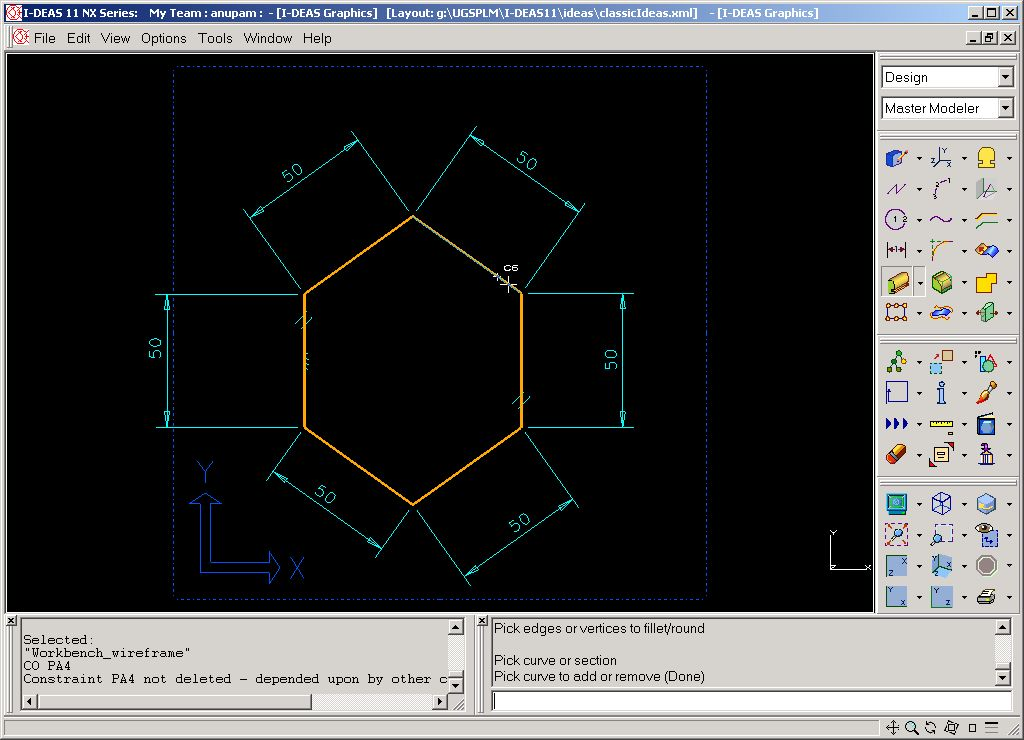 I-DEAS 11 NX Series: My Team : anupam : - [I-DEAS Graphics] [Layout: g:\UGSPLM\I-DEAS11\ideas\classicIdeas.xml] - [I-DEAS Graphics]
File Edit View Options Tools Window Help
Design
Master Modeler
50
50
C6
50
50
50
50
Y
X
Y
X
Selected:
"Workbench_wireframe"
CO PA4
Constraint PA4 not deleted - depended upon by other c
Pick edges or vertices to fillet/round
Pick curve or section
Pick curve to add or remove (Done)